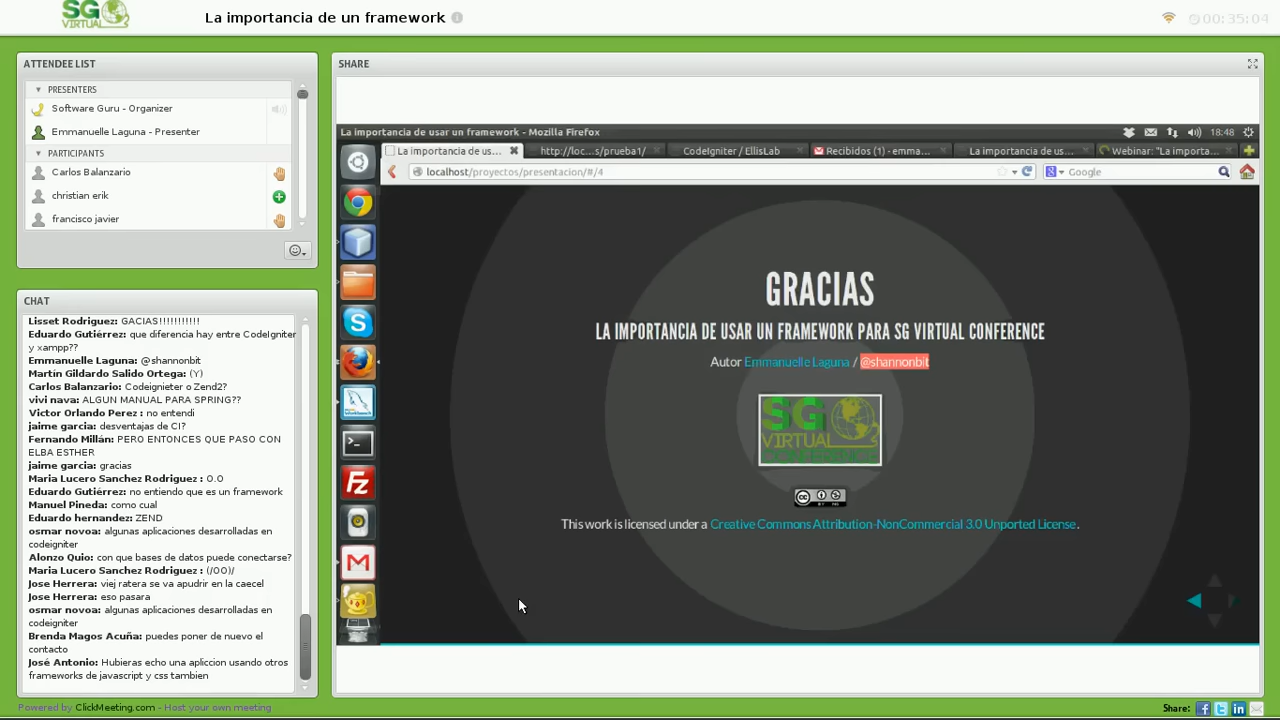 SG
VIRTUAL
La importancia de un framework
00:35:04
ATTENDEE LIST
PRESENTERS
Software Guru - Organizer
Emmanuelle Laguna - Presenter
PARTICIPANTS
Carlos Balanzario
christian erik
francisco javier
CHAT
Lisset Rodriguez: GACIAS!!!!!!!!!!!
Eduardo Gutiérrez: que diferencia hay entre CodeIgniter
y xampp??
Emmanuelle Laguna: @shannonbit
Martín Gildardo Salido Ortega: (Y)
Carlos Balanzario: Codeignieter o Zend2?
vivi nava: ALGUN MANUAL PARA SPRING??
Victor Orlando Perez : no entendi
jaime garcia: desventajas de CI?
Fernando Millán: PERO ENTONCES QUE PASO CON
ELBA ESTHER
jaime garcia: gracias
Maria Lucero Sanchez Rodriguez : 0.0
Eduardo Gutiérrez: no entiendo que es un framework
Manuel Pineda: como cual
Eduardo hernandez: ZEND
osmar novoa: algunas aplicaciones desarrolladas en
codeigniter
Alonzo Quio: con que bases de datos puede conectarse?
Maria Lucero Sanchez Rodriguez : (/OO)/
Jose Herrera: viej ratera se va apudrir en la caecel
Jose Herrera: eso pasara
osmar novoa: algunas aplicaciones desarrolladas en
codeigniter
Brenda Magos Acuña: puedes poner de nuevo el
contacto
José Antonio: Hubieras echo una apliccion usando otros
frameworks de javascript y css tambien
SHARE
La importancia de usar un framework - Mozilla Firefox
18:48
La importancia de us...
http://loc...s/prueba1/
CodeIgniter / EllisLab
Recibidos (1) - emma...
La importancia de us...
Webinar: "La importa...
localhost/proyectos/presentacion/#/4
Google
GRACIAS
LA IMPORTANCIA DE USAR UN FRAMEWORK PARA SG VIRTUAL CONFERENCE
Autor Emmanuelle Laguna / @shannonbit
SG
VIRTUAL
CONFERENCE
This work is licensed under a Creative Commons Attribution-NonCommercial 3.0 Unported License.
Powered by ClickMeeting.com - Host your own meeting
Share: